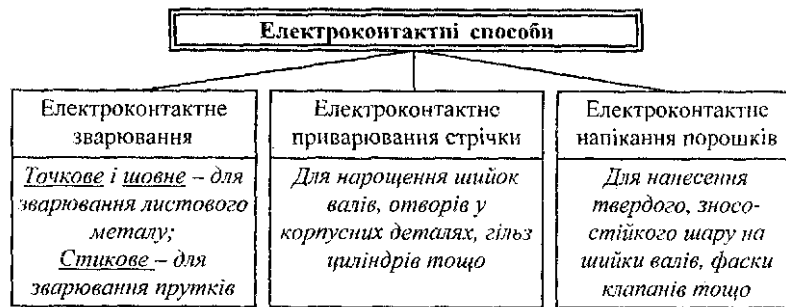 Електроконтактні способи
Електроконтактне
зварювання
Точкове і шовне – для
зварювання листового
металу;
Стикове – для
зварювання прутків
Електроконтактне
приварювання стрічки
Для нарощення шийок
валів, отворів у
корпусних деталях, гільз
циліндрів тощо
Електроконтактне
напікання порошків
Для нанесення
твердого, зносо-
стійкого шару на
шийки валів, фаски
клапанів тощо